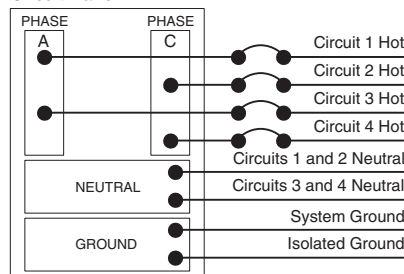 PHASE PHASE
A C
Circuit 1 Hot
Circuit 2 Hot
Circuit 3 Hot
Circuit 4 Hot
Circuits 1 and 2 Neutral
NEUTRAL
Circuits 3 and 4 Neutral
System Ground
GROUND
Isolated Ground